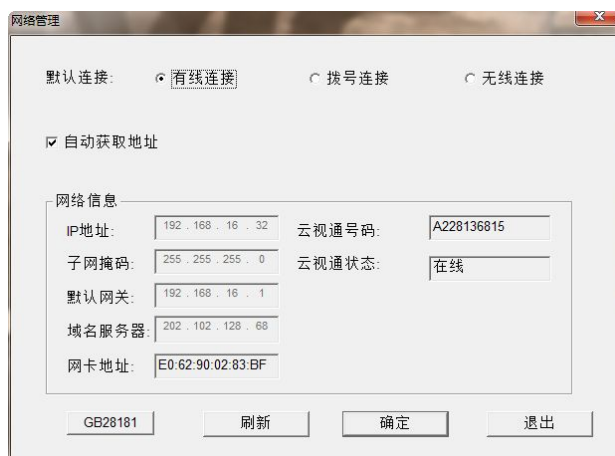 网络管理
默认连接: 有线连接 拨号连接 无线连接
自动获取地址
网络信息
IP地址: 192 . 168 . 16 . 32 云视通号码: A228136815
子网掩码: 255 . 255 . 255 . 0 云视通状态: 在线
默认网关: 192 . 168 . 16 . 1
域名服务器: 202 . 102 . 128 . 68
网卡地址: E0:62:90:02:83:BF
GB28181 刷新 确定 退出